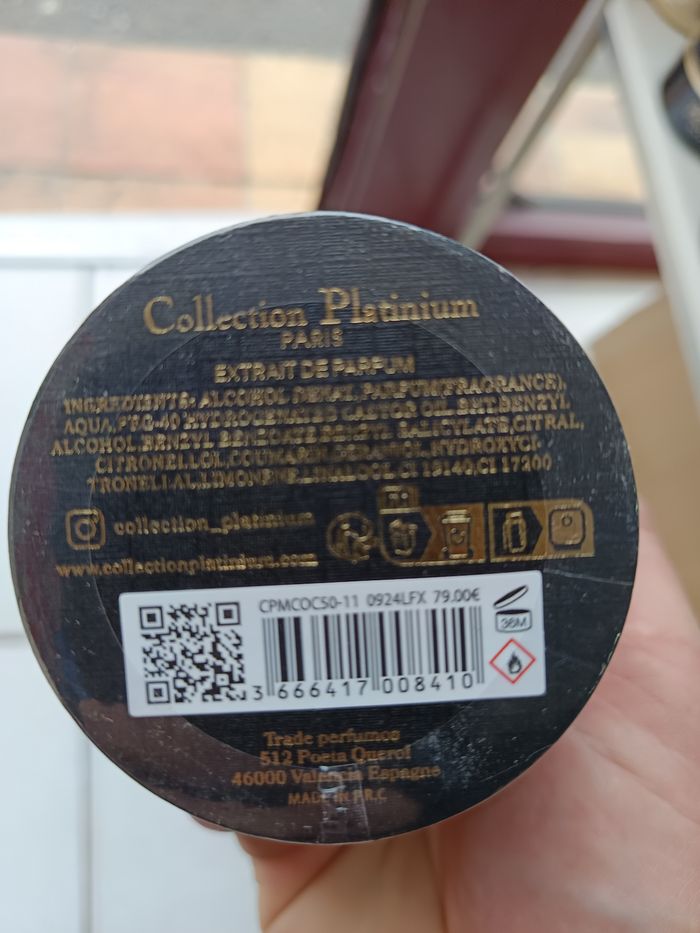 Collection Platinium
PARIS
EXTRAIT DE PARFUM
INGREDIENTS: ALCOHOL DENAT, PARFUM(FRAGRANCE),
AQUA,PEG-40 HYDROGENATED CASTOR OIL,BHT,BENZYL
ALCOHOL,BENZYL BENZOATE,BENZYL SALICYLATE,CITRAL,
CITRONELLOL,COUMARIN,GERANIOL,HYDROXYCI-
TRONELLAL,LIMONENE,LINALOOL,CI 19140,CI 17200
collection_platinium
www.collectionplatinium.com
CPMCOC50-11 0924LFX 79.00€
36M
3 666417 008410
Trade perfumes
512 Poeta Querol
46000 Valencia Espagne
MADE IN P.R.C